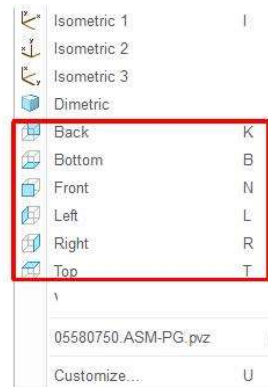 Isometric 1 I
Isometric 2
Isometric 3
Dimetric
Back K
Bottom B
Front N
Left L
Right R
Top T
05580750.ASM-PG.pvz
Customize... U